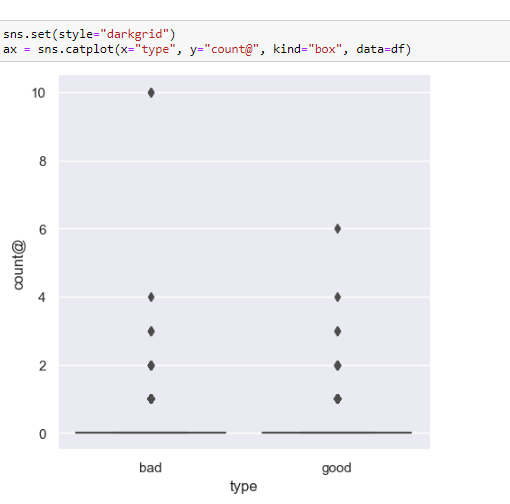 sns.set(style="darkgrid")
ax = sns.catplot(x="type", y="count@", kind="box", data=df)
10
8
6
4
2
0
count@
bad good
type